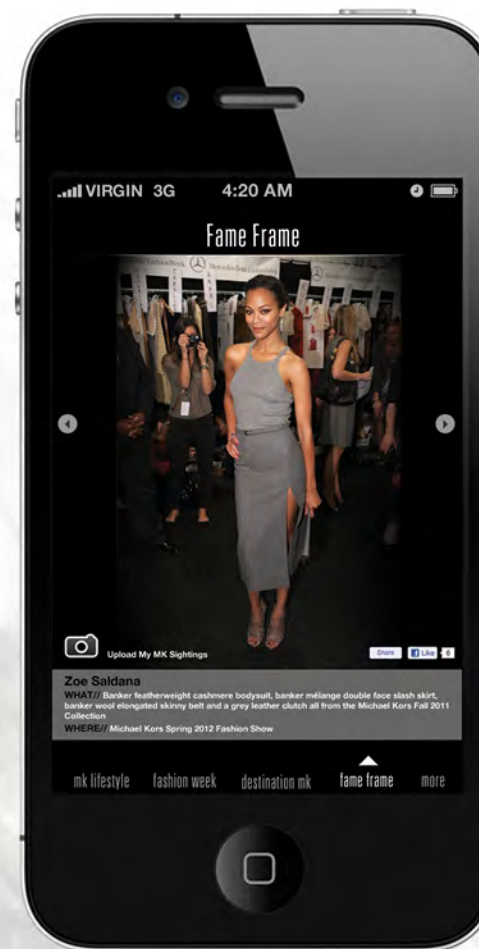 VIRGIN 3G 4:20 AM
Fame Frame
Mercedes-Benz
Upload My MK Sightings
Share Like 6
Zoe Saldana
WHAT// Banker featherweight cashmere bodysuit, banker mélange double face slash skirt,
banker wool elongated skinny belt and a grey leather clutch all from the Michael Kors Fall 2011
Collection
WHERE// Michael Kors Spring 2012 Fashion Show
mk lifestyle fashion week destination mk fame frame more